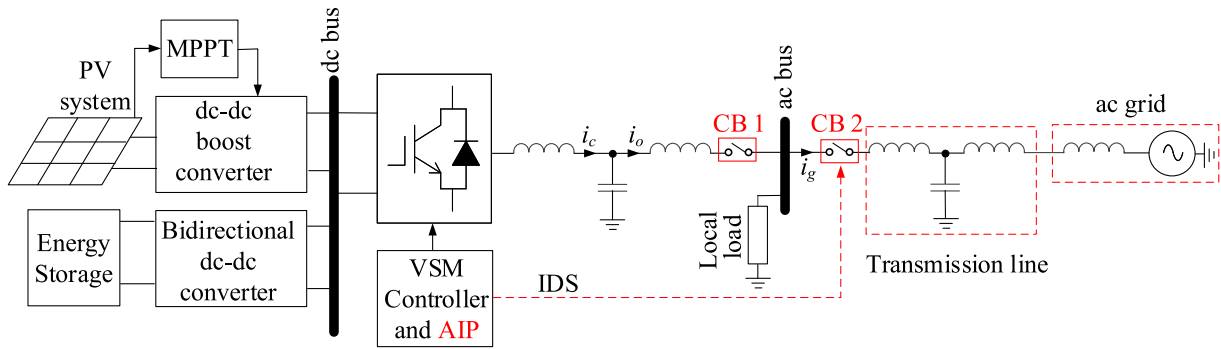 PV
system
MPPT
dc-dc
boost
converter
Energy
Storage
Bidirectional
dc-dc
converter
dc bus
VSM
Controller
and AIP
IDS
i_c
i_o
CB 1
ac bus
Local
load
CB 2
i_g
Transmission line
ac grid